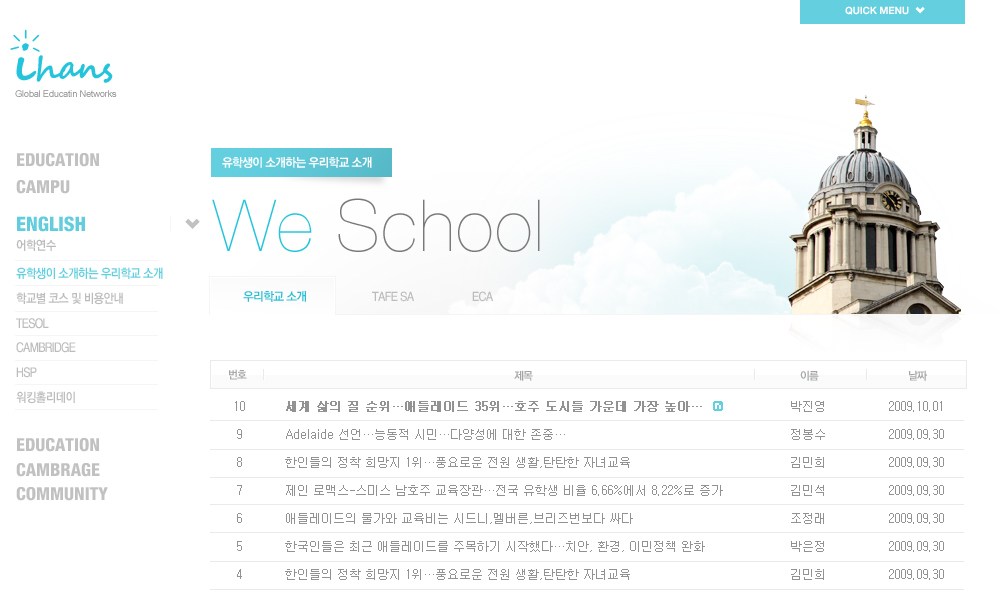 QUICK MENU
Lhans
Global Educatin Networks
EDUCATION
CAMPU
ENGLISH
어학연수
유학생이 소개하는 우리학교 소개
학교별 코스 및 비용안내
TESOL
CAMBRIDGE
HSP
워킹홀리데이
EDUCATION
CAMBRAGE
COMMUNITY
유학생이 소개하는 우리학교 소개
We School
우리학교 소개 TAFE SA ECA
번호 제목 이름 날짜
10 세계 삶의 질 순위…애들레이드 35위…호주 도시들 가운데 가장 높아… 박진영 2009.10.01
9 Adelaide 선언…능동적 시민…다양성에 대한 존중… 정봉수 2009.09.30
8 한인들의 정착 희망지 1위…풍요로운 전원 생활,탄탄한 자녀교육 김민희 2009.09.30
7 제인 로맥스-스미스 남호주 교육장관…전국 유학생 비율 6.66%에서 8.22%로 증가 김민석 2009.09.30
6 애들레이드의 물가와 교육비는 시드니,멜버른,브리즈번보다 싸다 조정래 2009.09.30
5 한국인들은 최근 애들레이드를 주목하기 시작했다…치안, 환경, 이민정책 완화 박은정 2009.09.30
4 한인들의 정착 희망지 1위…풍요로운 전원 생활,탄탄한 자녀교육 김민희 2009.09.30